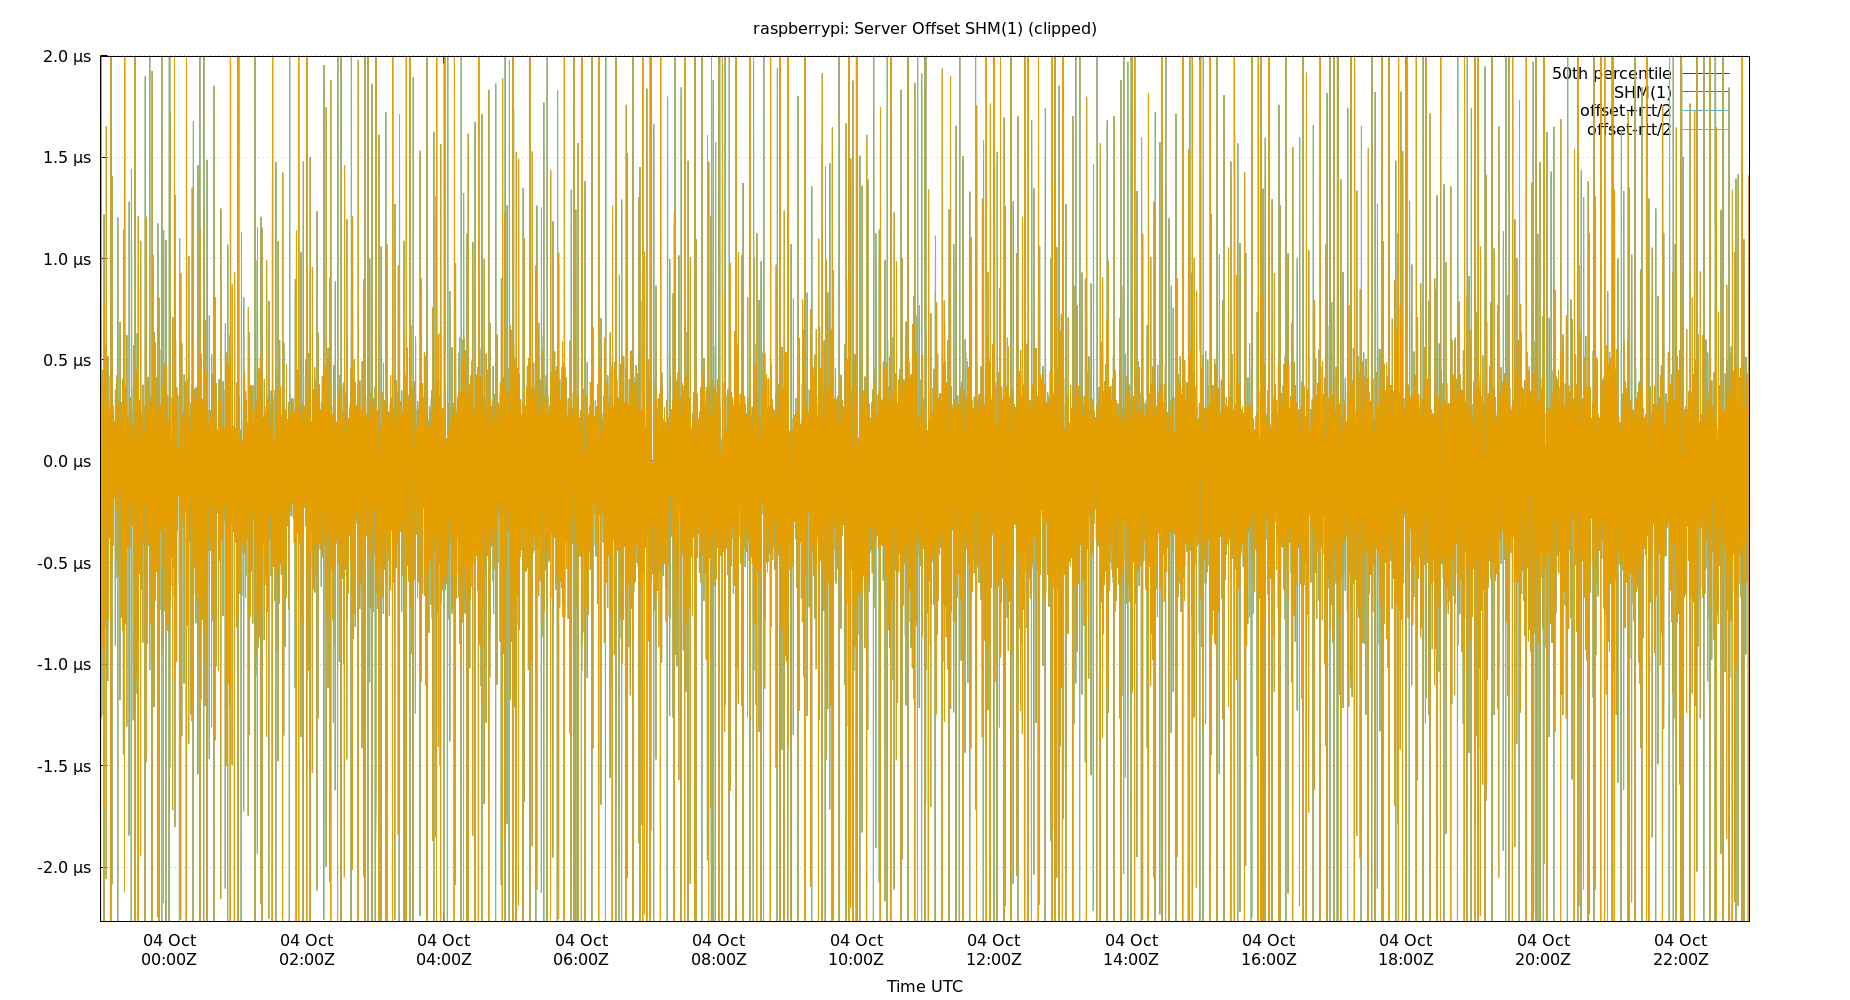 raspberrypi: Server Offset SHM(1) (clipped)
2.0 µs
1.5 µs
1.0 µs
0.5 µs
0.0 µs
-0.5 µs
-1.0 µs
-1.5 µs
-2.0 µs
50th percentile
SHM(1)
offset+rtt/2
offset-rtt/2
04 Oct 04 Oct 04 Oct 04 Oct 04 Oct 04 Oct 04 Oct 04 Oct 04 Oct 04 Oct 04 Oct 04 Oct
00:00Z 02:00Z 04:00Z 06:00Z 08:00Z 10:00Z 12:00Z 14:00Z 16:00Z 18:00Z 20:00Z 22:00Z
Time UTC